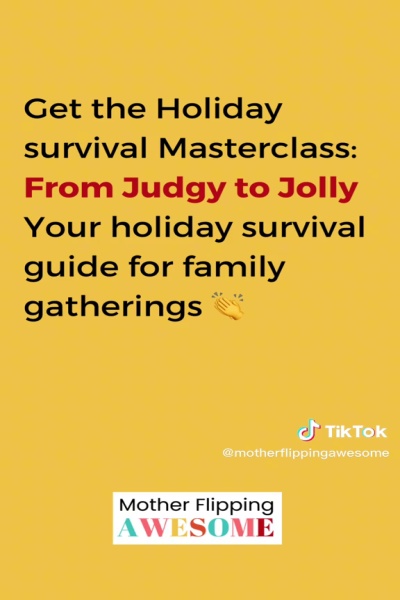 Get the Holiday
survival Masterclass:
From Judgy to Jolly
Your holiday survival
guide for family
gatherings 👏
TikTok
@motherflippingawesome
Mother Flipping
AWESOME